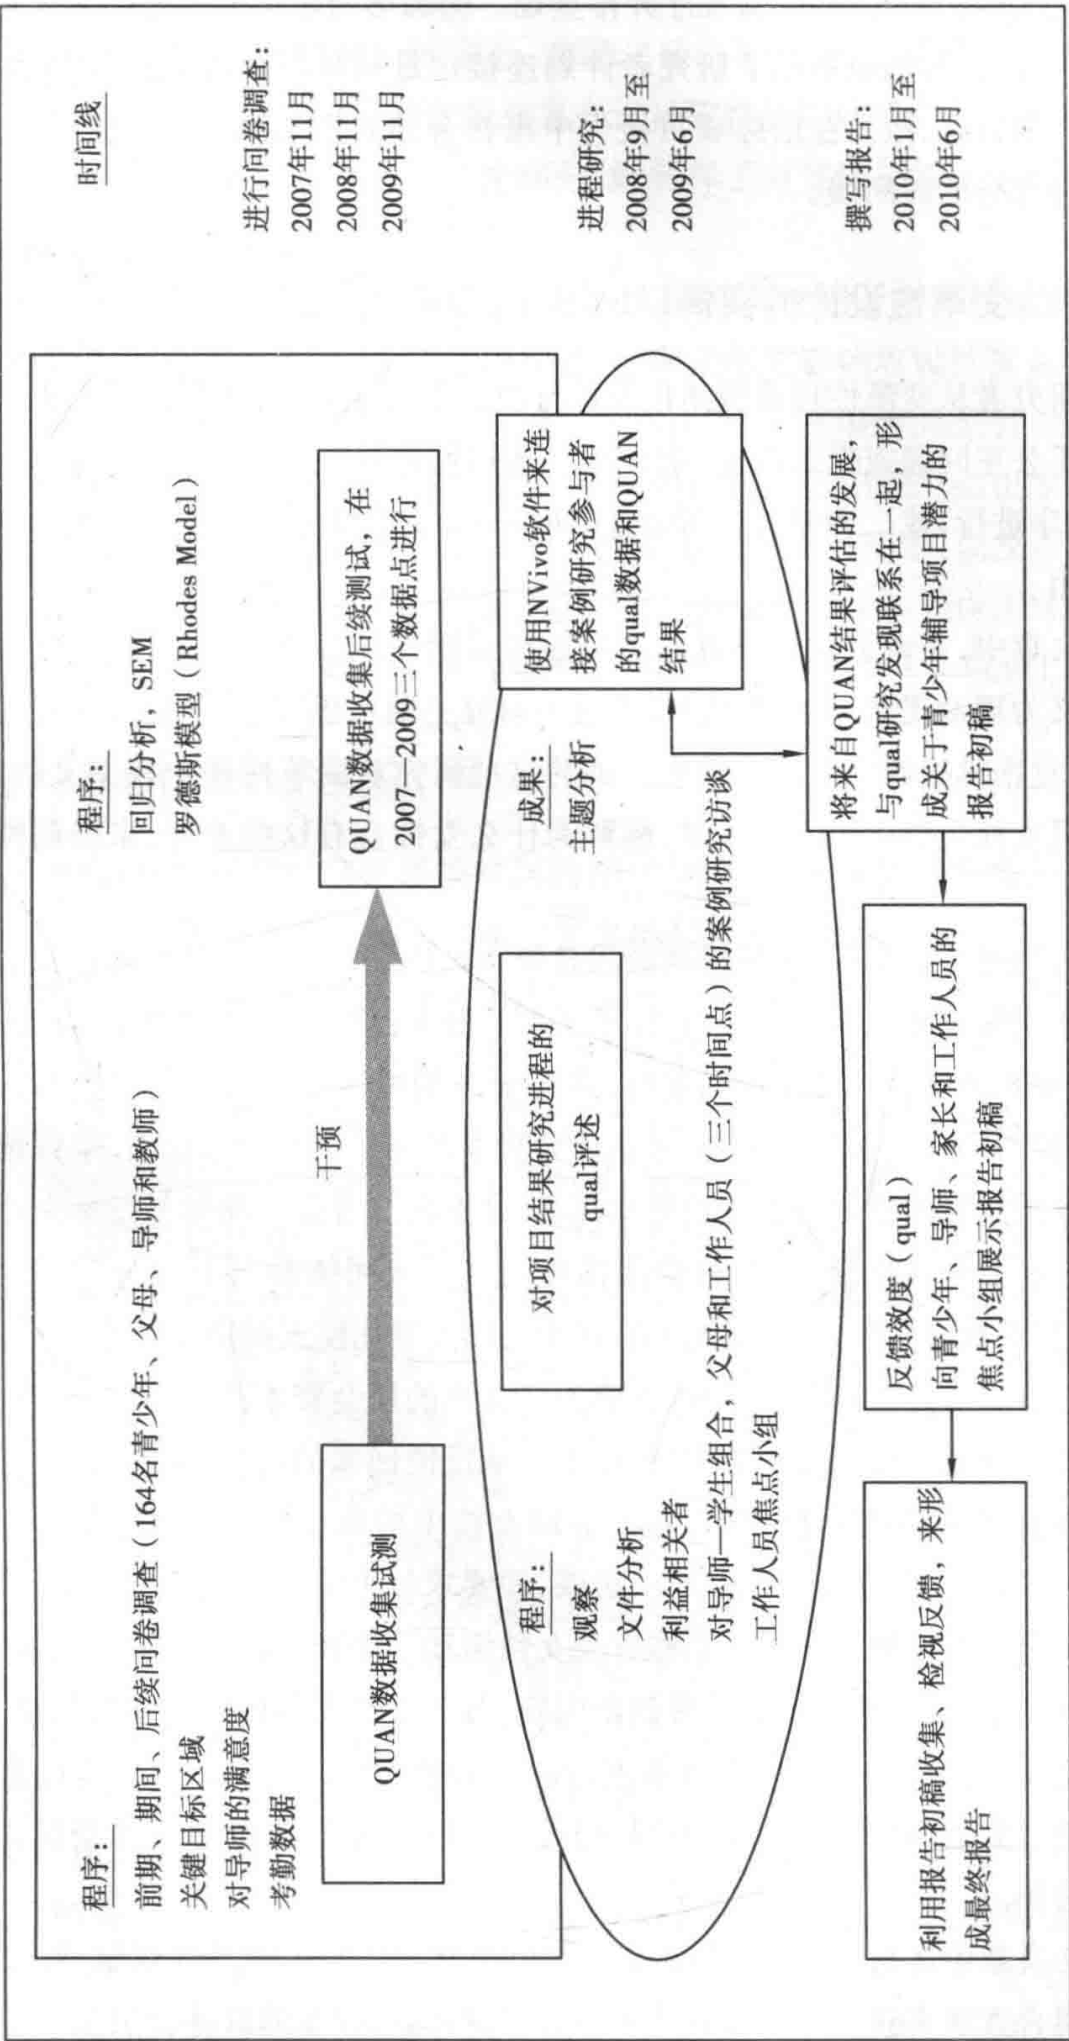 程序：
前期、期间、后续问卷调查（164名青少年、父母、导师和教师）
关键目标区域
对导师的满意度
考勤数据
程序：
回归分析，SEM
罗德斯模型（Rhodes Model）
时间线
进行问卷调查：
2007年11月
2008年11月
2009年11月
QUAN数据收集试测
干预
QUAN数据收集后续测试，在
2007-2009三个数据点进行
对项目结果研究进程的
qual评述
程序：
观察
文件分析
利益相关者
对导师—学生组合，父母和工作人员（三个时间点）的案例研究访谈
工作人员焦点小组
成果：
主题分析
使用NVivo软件来连
接案例研究参与者
的qual数据和QUAN
结果
进程研究：
2008年9月至
2009年6月
将来自QUAN结果评估的发展，
与qual研究发现联系在一起，形
成关于青少年辅导项目潜力的
报告初稿
反馈效度（qual）
向青少年、导师、家长和工作人员的
焦点小组展示报告初稿
利用报告初稿收集、检视反馈，来形
成最终报告
撰写报告：
2010年1月至
2010年6月